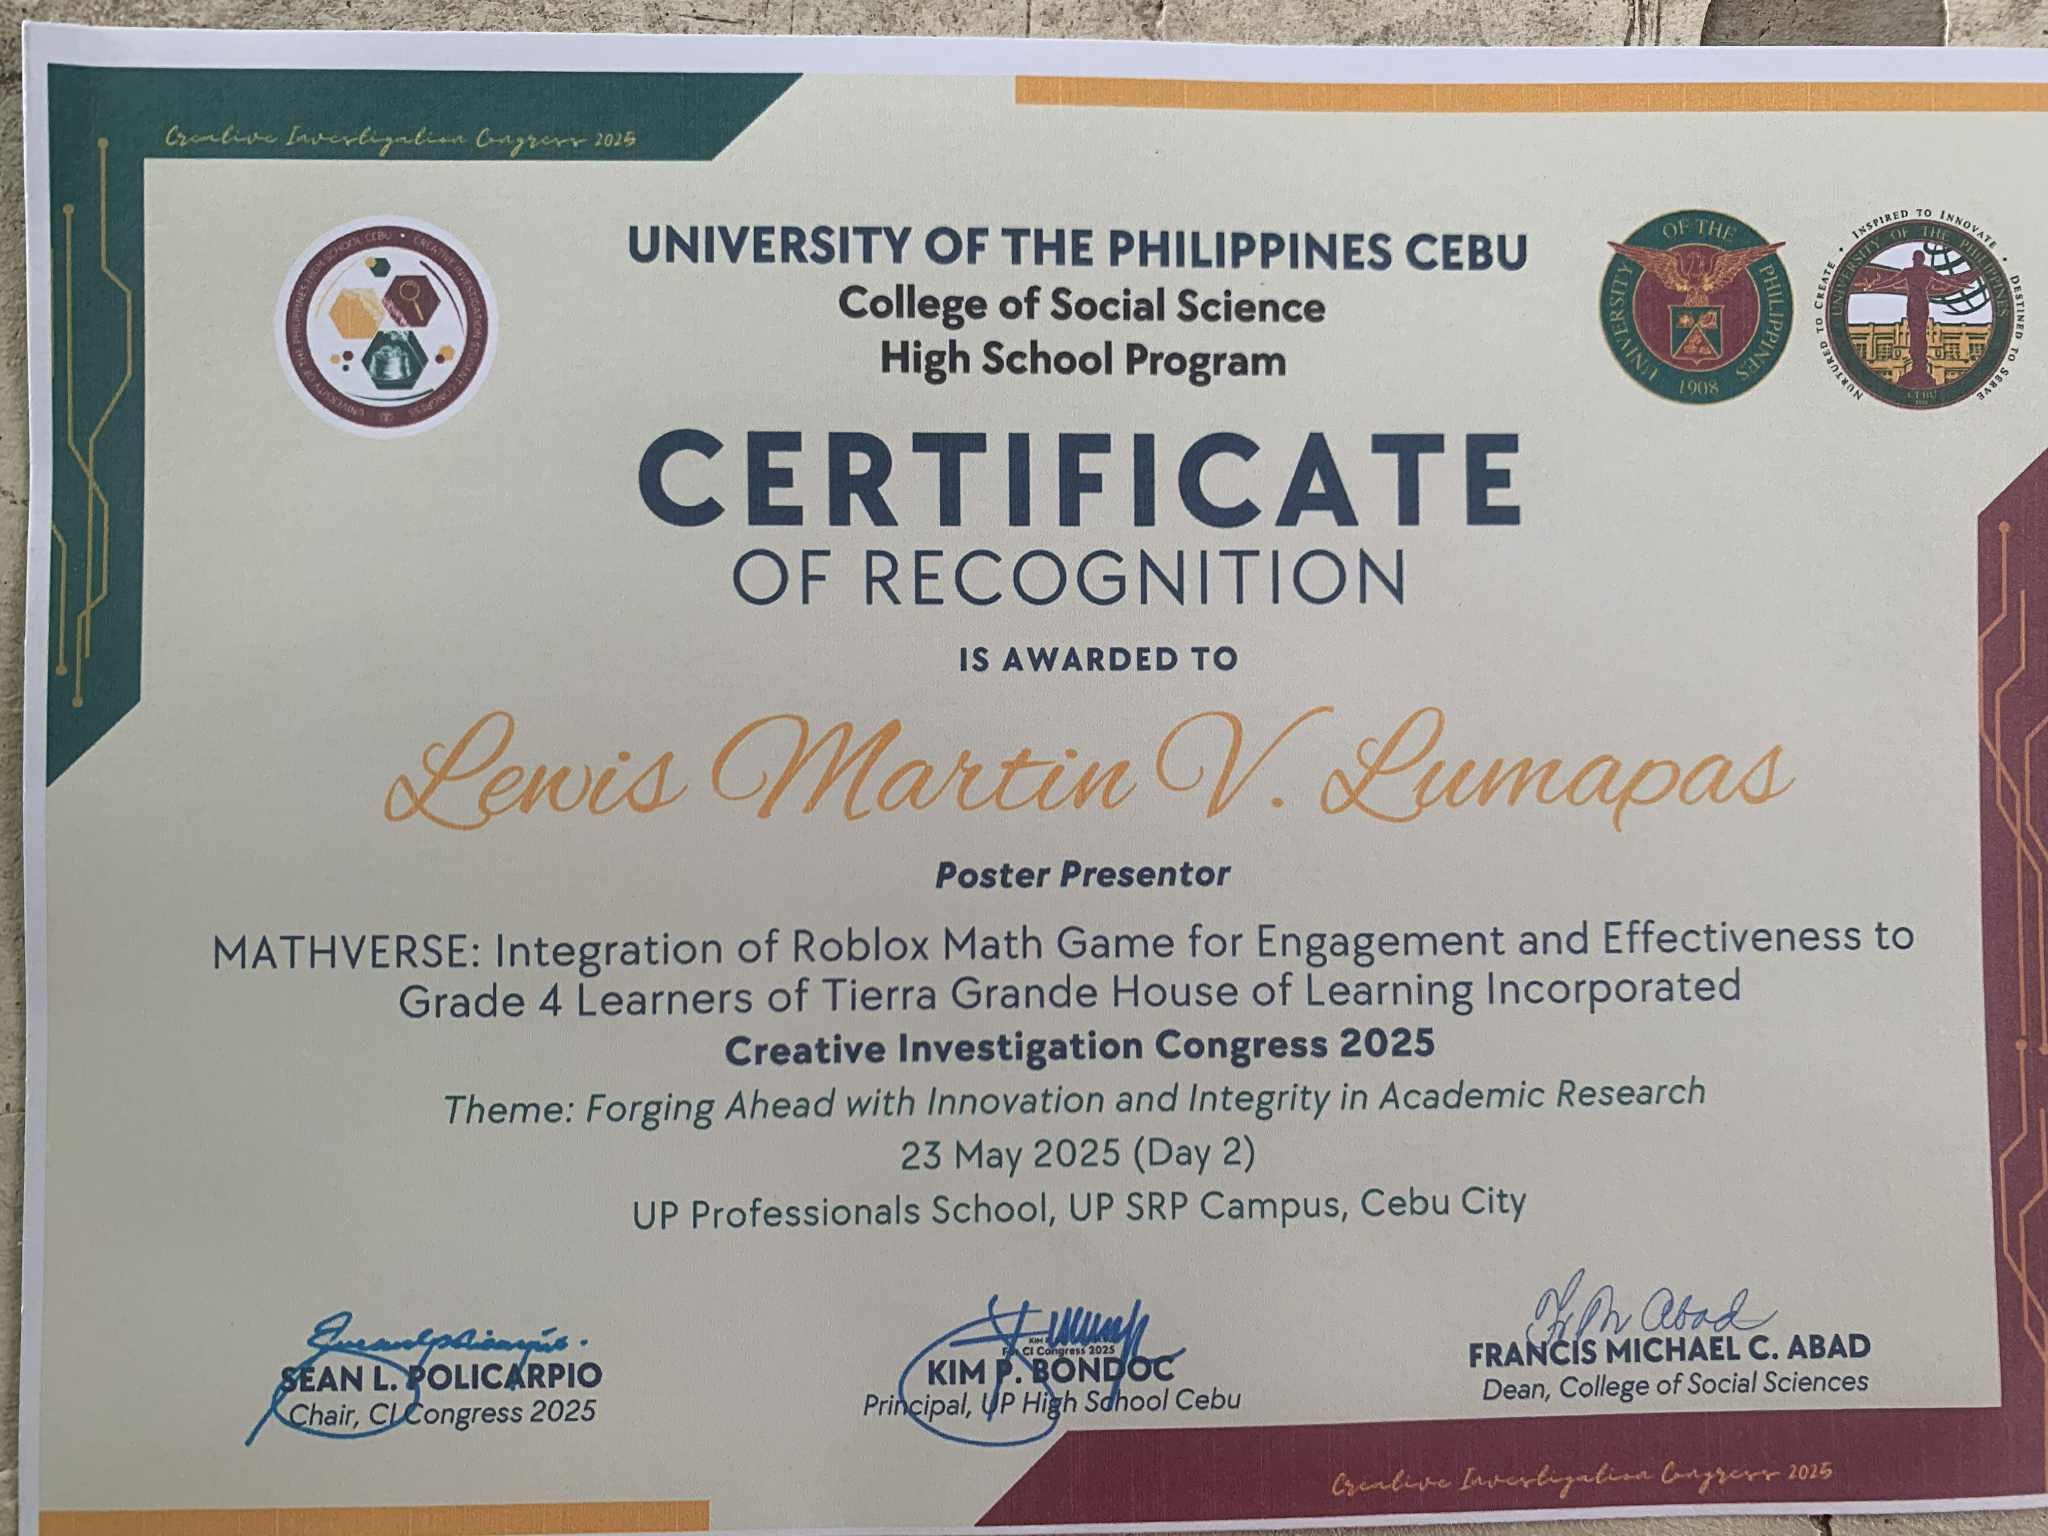 Creative Investigation Congress 2025
UNIVERSITY OF THE PHILIPPINES HIGH SCHOOL CEBU • CREATIVE INVESTIGATION STUDENT CONGRESS
UNIVERSITY OF THE PHILIPPINES CEBU
College of Social Science
High School Program
UNIVERSITY OF THE PHILIPPINES
1908
NURTURED TO CREATE • INSPIRED TO INNOVATE • DESTINED TO SERVE
UNIVERSITY OF THE PHILIPPINES
CEBU
CERTIFICATE
OF RECOGNITION
IS AWARDED TO
Lewis Martin V. Lumapas
Poster Presentor
MATHVERSE: Integration of Roblox Math Game for Engagement and Effectiveness to
Grade 4 Learners of Tierra Grande House of Learning Incorporated
Creative Investigation Congress 2025
Theme: Forging Ahead with Innovation and Integrity in Academic Research
23 May 2025 (Day 2)
UP Professionals School, UP SRP Campus, Cebu City
CI Congress 2025
SEAN L. POLICARPIO
Chair, CI Congress 2025
KIM P. BONDOC
Principal, UP High School Cebu
Fr M Abad
FRANCIS MICHAEL C. ABAD
Dean, College of Social Sciences
Creative Investigation Congress 2025